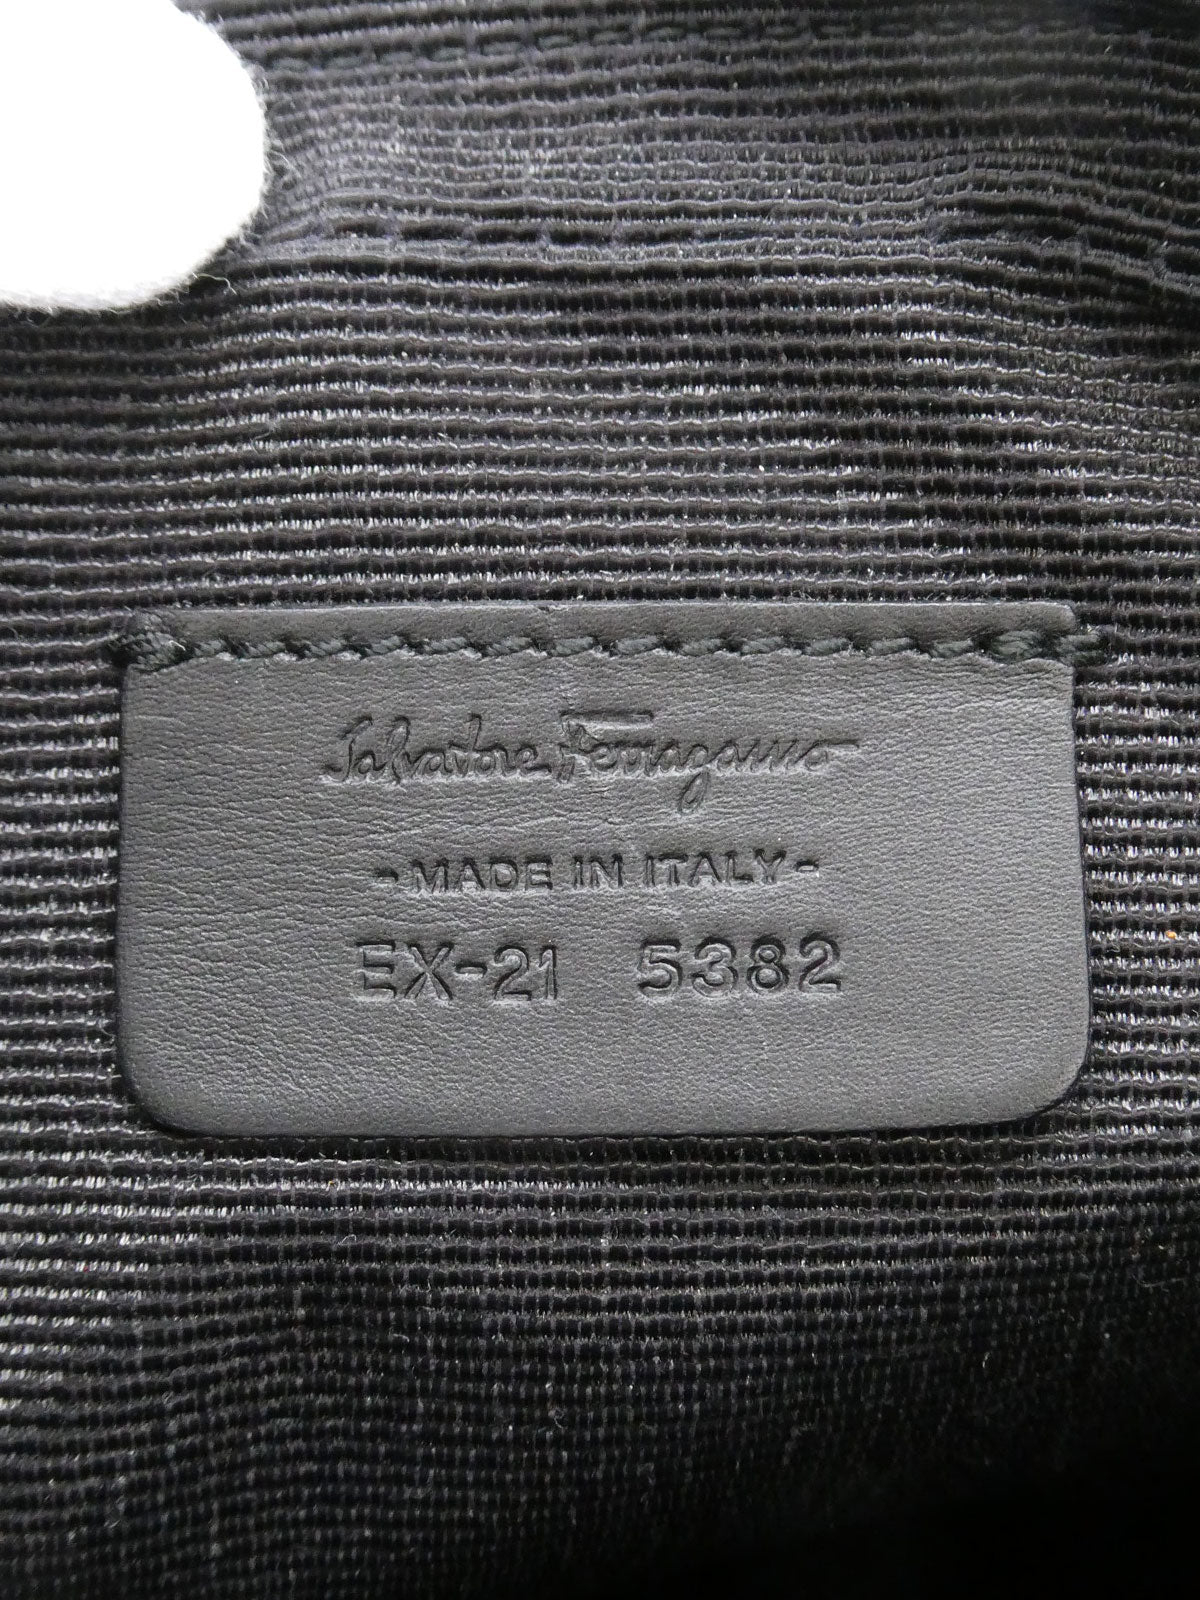 Salvatore Ferragamo
-MADE IN ITALY-
EX-21 5382